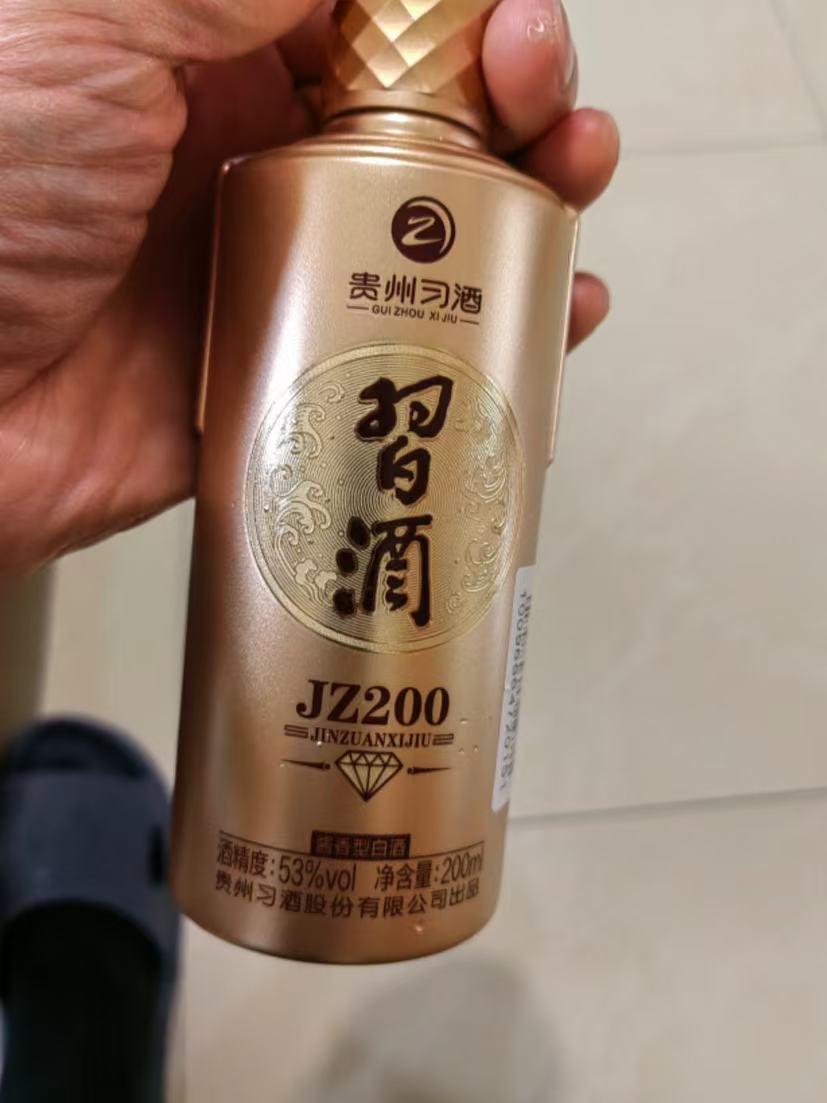 贵州习酒
GUI ZHOU XI JIU
習酒
JZ200
JINZUANXIJIU
酱香型白酒
酒精度:53%vol 净含量:200ml
贵州习酒股份有限公司出品